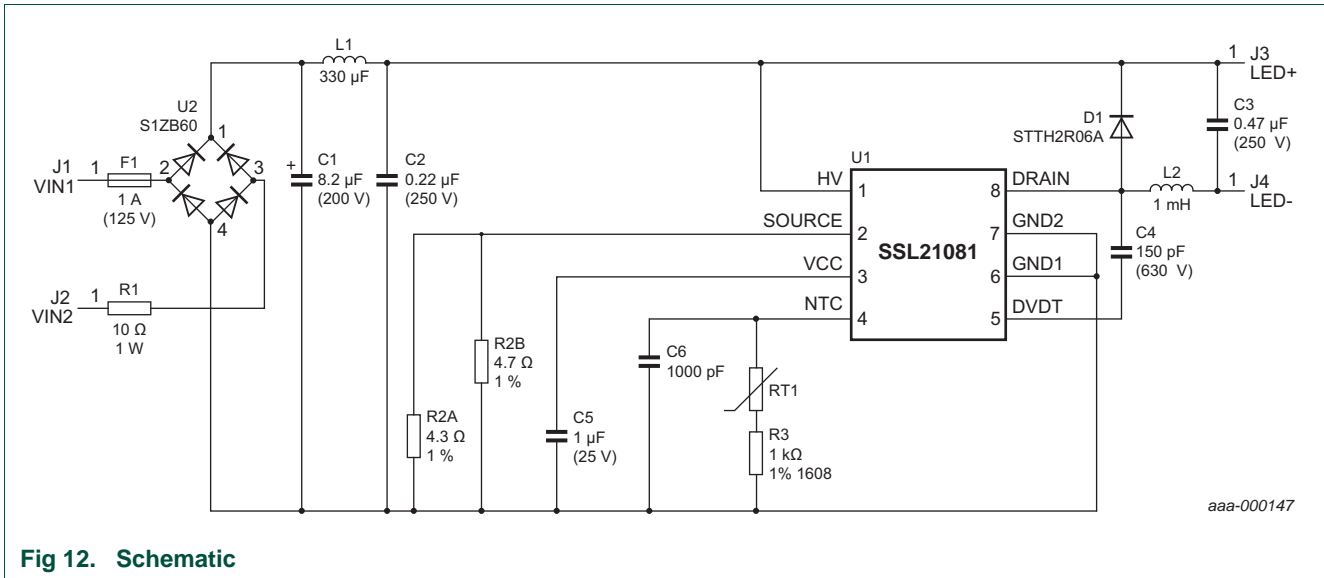 L1
330 µF
U2
S1ZB60
1
2
3
4
J1
VIN1
1
F1
1 A
(125 V)
J2
VIN2
1
R1
10 Ω
1 W
+
C1
8.2 µF
(200 V)
C2
0.22 µF
(250 V)
R2A
4.3 Ω
1 %
R2B
4.7 Ω
1 %
C5
1 µF
(25 V)
C6
1000 pF
RT1
R3
1 kΩ
1% 1608
U1
SSL21081
HV
1
SOURCE
2
VCC
3
NTC
4
8
DRAIN
7
GND2
6
GND1
5
DVDT
D1
STTH2R06A
L2
1 mH
C3
0.47 µF
(250 V)
C4
150 pF
(630 V)
1
J3
LED+
1
J4
LED-
aaa-000147
Fig 12. Schematic